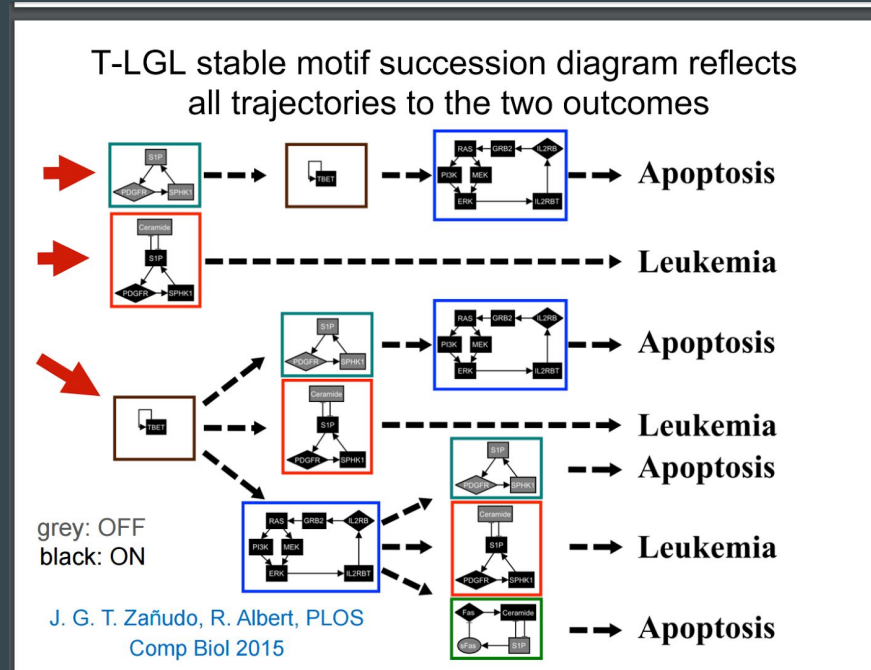 T-LGL stable motif succession diagram reflects
all trajectories to the two outcomes
S1P
PDGFR SPHK1
TBET
RAS GRB2 IL2RB
PI3K MEK
ERK IL2RBT
Apoptosis
Ceramide
S1P
PDGFR SPHK1
Leukemia
S1P
PDGFR SPHK1
RAS GRB2 IL2RB
PI3K MEK
ERK IL2RBT
Apoptosis
TBET
Ceramide
S1P
PDGFR SPHK1
Leukemia
S1P
PDGFR SPHK1
Apoptosis
RAS GRB2 IL2RB
PI3K MEK
ERK IL2RBT
Ceramide
S1P
PDGFR SPHK1
Leukemia
Fas Ceramide
sFas S1P
Apoptosis
grey: OFF
black: ON
J. G. T. Zañudo, R. Albert, PLOS
Comp Biol 2015